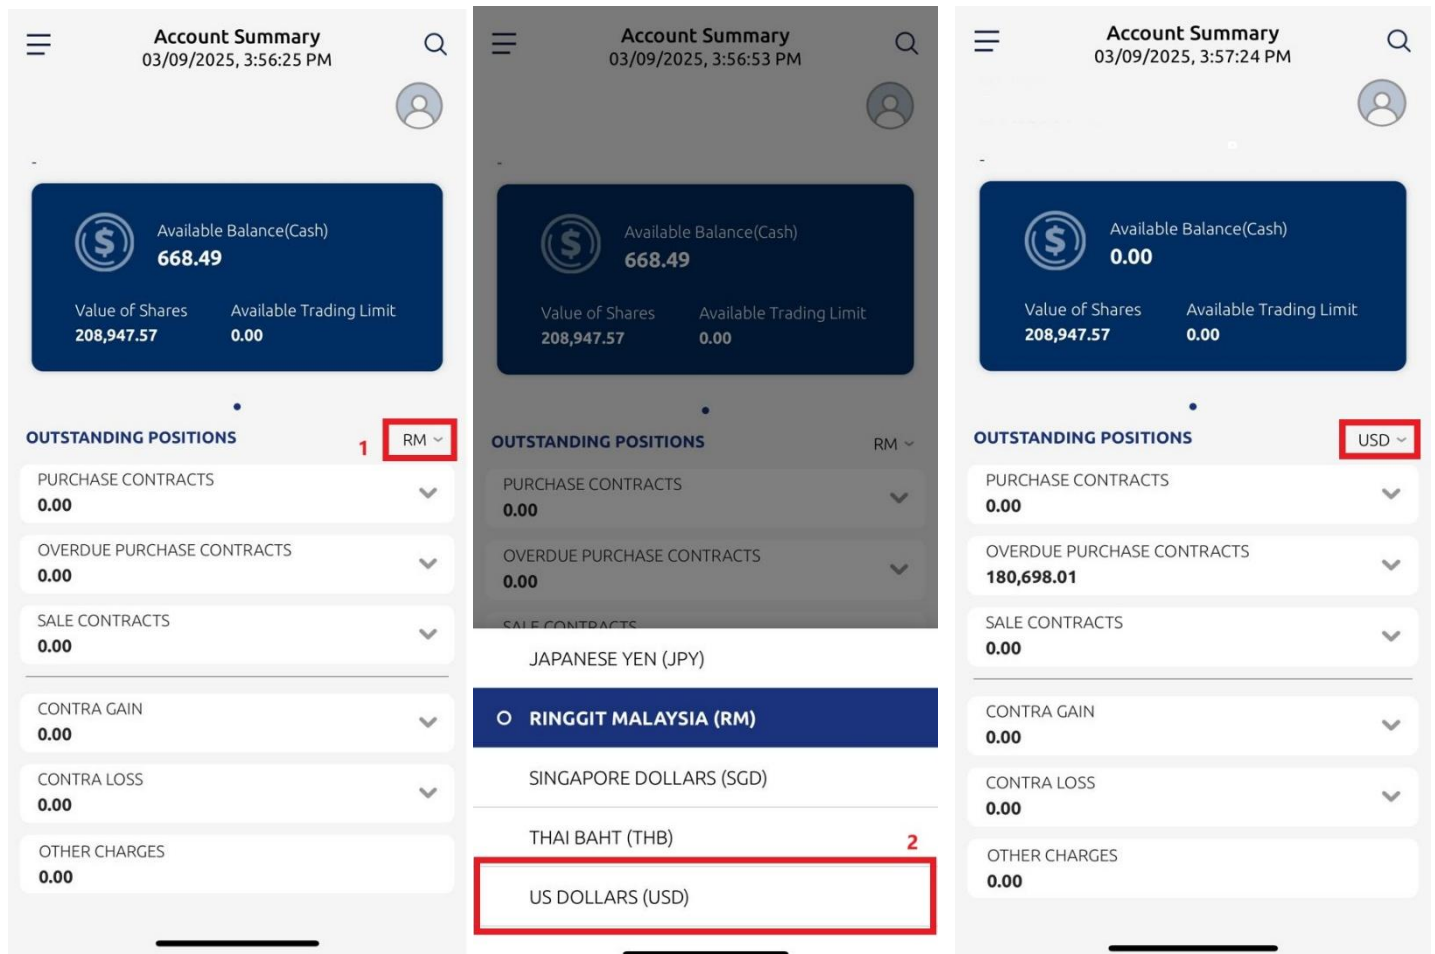 Account Summary
03/09/2025, 3:56:25 PM
-
Available Balance(Cash)
668.49
Value of Shares Available Trading Limit
208,947.57 0.00
OUTSTANDING POSITIONS 1 RM
PURCHASE CONTRACTS
0.00
OVERDUE PURCHASE CONTRACTS
0.00
SALE CONTRACTS
0.00
CONTRA GAIN
0.00
CONTRA LOSS
0.00
OTHER CHARGES
0.00
Account Summary
03/09/2025, 3:56:53 PM
-
Available Balance(Cash)
668.49
Value of Shares Available Trading Limit
208,947.57 0.00
OUTSTANDING POSITIONS RM
PURCHASE CONTRACTS
0.00
OVERDUE PURCHASE CONTRACTS
0.00
SALE CONTRACTS
JAPANESE YEN (JPY)
RINGGIT MALAYSIA (RM)
SINGAPORE DOLLARS (SGD)
THAI BAHT (THB) 2
US DOLLARS (USD)
Account Summary
03/09/2025, 3:57:24 PM
-
Available Balance(Cash)
0.00
Value of Shares Available Trading Limit
208,947.57 0.00
OUTSTANDING POSITIONS USD
PURCHASE CONTRACTS
0.00
OVERDUE PURCHASE CONTRACTS
180,698.01
SALE CONTRACTS
0.00
CONTRA GAIN
0.00
CONTRA LOSS
0.00
OTHER CHARGES
0.00